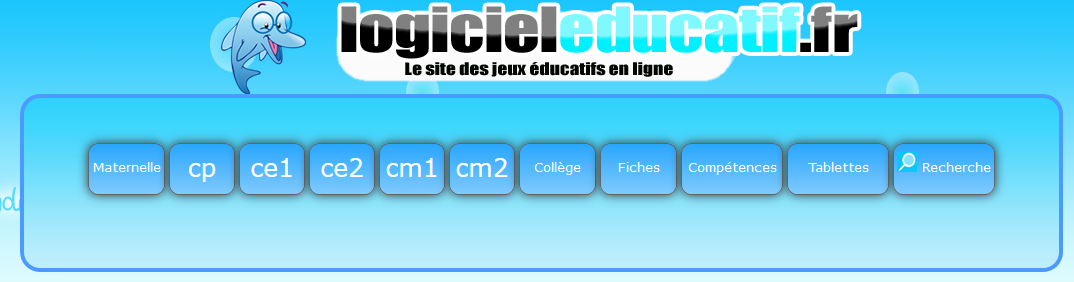 logicieleducatif.fr
Le site des jeux éducatifs en ligne
Maternelle cp ce1 ce2 cm1 cm2 Collège Fiches Compétences Tablettes Recherche